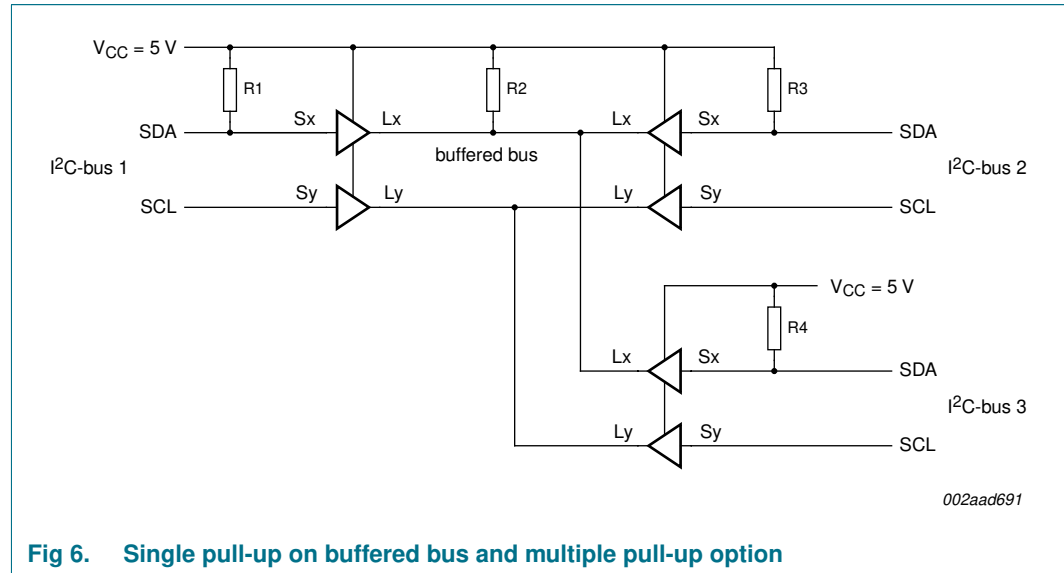 VCC = 5 V
R1
R2
R3
SDA
Sx
Lx
Lx
Sx
SDA
I2C-bus 1
buffered bus
I2C-bus 2
SCL
Sy
Ly
Ly
Sy
SCL
VCC = 5 V
R4
Lx
Sx
SDA
I2C-bus 3
Ly
Sy
SCL
002aad691
Fig 6. Single pull-up on buffered bus and multiple pull-up option